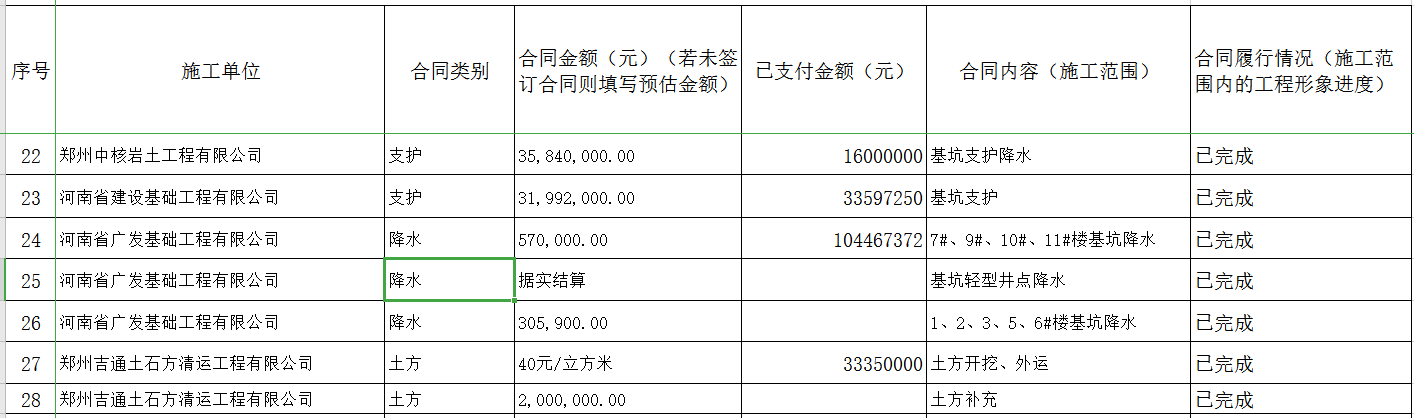 序号 施工单位 合同类别 合同金额（元）（若未签订合同则填写预估金额） 已支付金额（元） 合同内容（施工范围） 合同履行情况（施工范围内的工程形象进度）
22 郑州中核岩土工程有限公司 支护 35,840,000.00 16000000 基坑支护降水 已完成
23 河南省建设基础工程有限公司 支护 31,992,000.00 33597250 基坑支护 已完成
24 河南省广发基础工程有限公司 降水 570,000.00 104467372 7#、9#、10#、11#楼基坑降水 已完成
25 河南省广发基础工程有限公司 降水 据实结算 基坑轻型井点降水 已完成
26 河南省广发基础工程有限公司 降水 305,900.00 1、2、3、5、6#楼基坑降水 已完成
27 郑州吉通土石方清运工程有限公司 土方 40元/立方米 33350000 土方开挖、外运 已完成
28 郑州吉通土石方清运工程有限公司 土方 2,000,000.00 土方补充 已完成